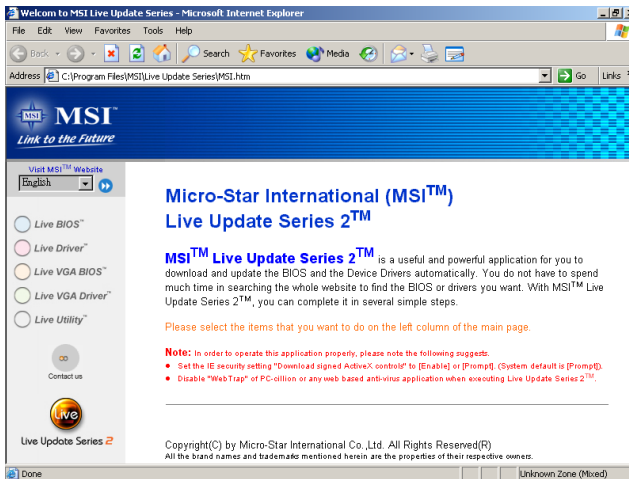 Welcom to MSI Live Update Series - Microsoft Internet Explorer
File Edit View Favorites Tools Help
Back Search Favorites Media
Address C:\Program Files\MSI\Live Update Series\MSI.htm Go Links
MSI
MSI™
Link to the Future
Visit MSI™ Website
English
Live BIOS™
Live Driver™
Live VGA BIOS™
Live VGA Driver™
Live Utility™
Contact us
Live
Live Update Series 2
Micro-Star International (MSI™)
Live Update Series 2™
MSI™ Live Update Series 2™ is a useful and powerful application for you to
download and update the BIOS and the Device Drivers automatically. You do not have to spend
much time in searching the whole website to find the BIOS or drivers you want. With MSI™ Live
Update Series 2™, you can complete it in several simple steps.
Please select the items that you want to do on the left column of the main page.
Note: In order to operate this application properly, please note the following suggests.
• Set the IE security setting "Download signed ActiveX controls" to [Enable] or [Prompt]. (System default is [Prompt]).
• Disable "WebTrap" of PC-cillion or any web based anti-virus application when executing Live Update Series 2™.
Copyright(C) by Micro-Star International Co.,Ltd. All Rights Reserved(R)
All the brand names and trademarks mentioned herein are the properties of their respective owners.
Done Unknown Zone (Mixed)